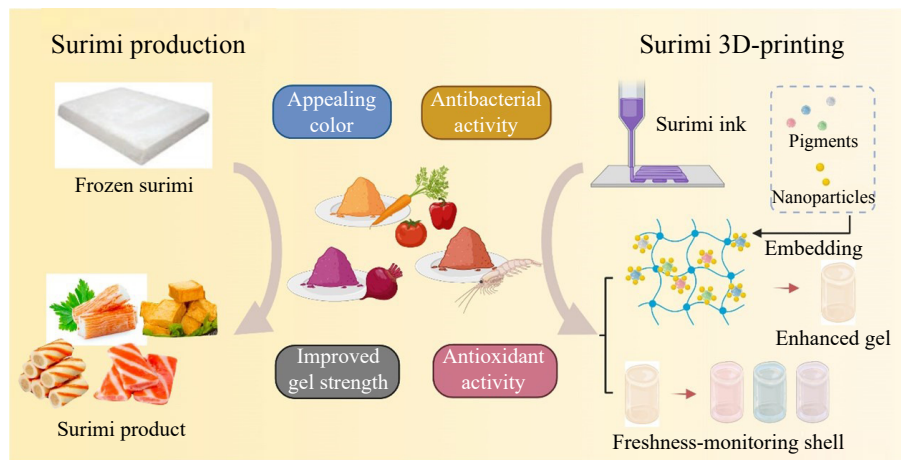 Surimi production
Frozen surimi
Surimi product
Appealing
color
Antibacterial
activity
Improved
gel strength
Antioxidant
activity
Surimi 3D-printing
Surimi ink
Pigments
Nanoparticles
Embedding
Enhanced gel
Freshness-monitoring shell